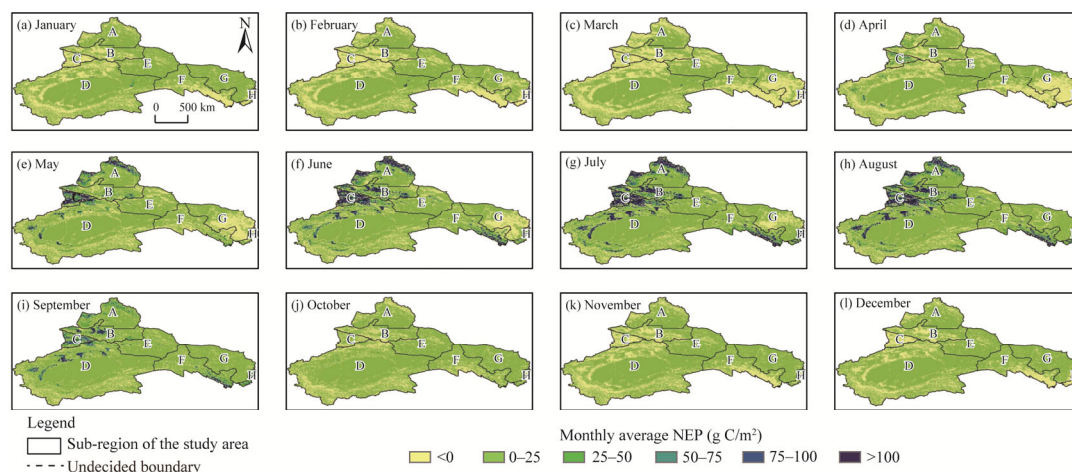 (a) January
N
A
B
C
D
E
F
G
H
0 500 km
(b) February
A
B
C
D
E
F
G
H
(c) March
A
B
C
D
E
F
G
H
(d) April
A
B
C
D
E
F
G
H
(e) May
A
B
C
D
E
F
G
H
(f) June
A
B
C
D
E
F
G
H
(g) July
A
B
C
D
E
F
G
H
(h) August
A
B
C
D
E
F
G
H
(i) September
A
B
C
D
E
F
G
H
(j) October
A
B
C
D
E
F
G
H
(k) November
A
B
C
D
E
F
G
H
(l) December
A
B
C
D
E
F
G
H
Legend
Sub-region of the study area
Undecided boundary
Monthly average NEP (g C/m²)
<0 0–25 25–50 50–75 75–100 >100